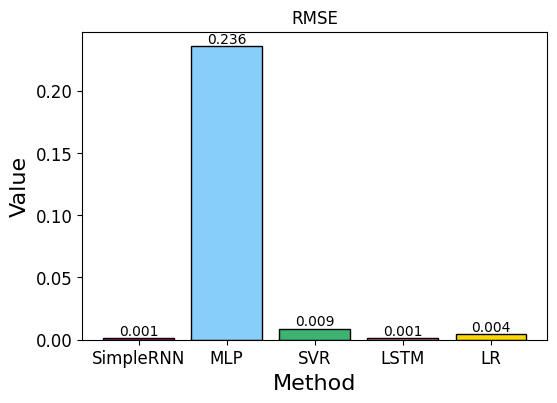 RMSE
Value
0.20
0.15
0.10
0.05
0.00
0.001
0.236
0.009
0.001
0.004
SimpleRNN
MLP
SVR
LSTM
LR
Method